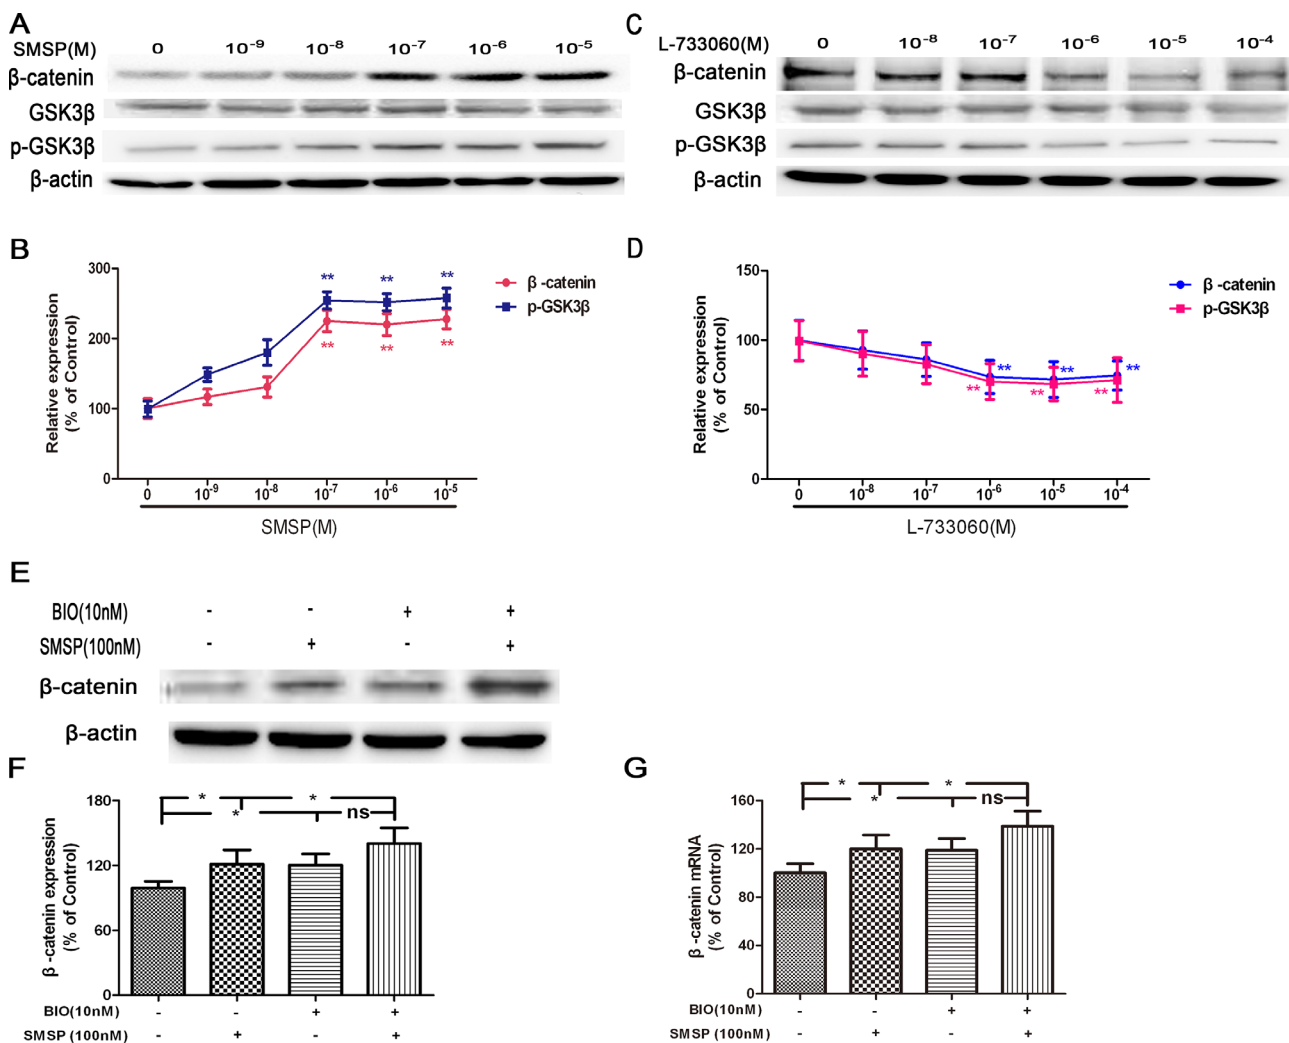 A
SMSP(M) 0 10⁻⁹ 10⁻⁸ 10⁻⁷ 10⁻⁶ 10⁻⁵
β-catenin
GSK3β
p-GSK3β
β-actin
C
L-733060(M) 0 10⁻⁸ 10⁻⁷ 10⁻⁶ 10⁻⁵ 10⁻⁴
β-catenin
GSK3β
p-GSK3β
β-actin
B
Relative expression
(% of Control)
300
200
100
0
** ** **
** ** **
β -catenin
p-GSK3β
0 10⁻⁹ 10⁻⁸ 10⁻⁷ 10⁻⁶ 10⁻⁵
SMSP(M)
D
Relative expression
(% of Control)
150
100
50
0
** ** **
** ** **
β -catenin
p-GSK3β
0 10⁻⁸ 10⁻⁷ 10⁻⁶ 10⁻⁵ 10⁻⁴
L-733060(M)
E
BIO(10nM) - - + +
SMSP(100nM) - + - +
β-catenin
β-actin
F
β -catenin expression
(% of Control)
180
120
60
0
* *
* ns
BIO(10nM) - - + +
SMSP (100nM) - + - +
G
β -catenin mRNA
(% of Control)
160
120
80
40
0
* *
* ns
BIO(10nM) - - + +
SMSP (100nM) - + - +